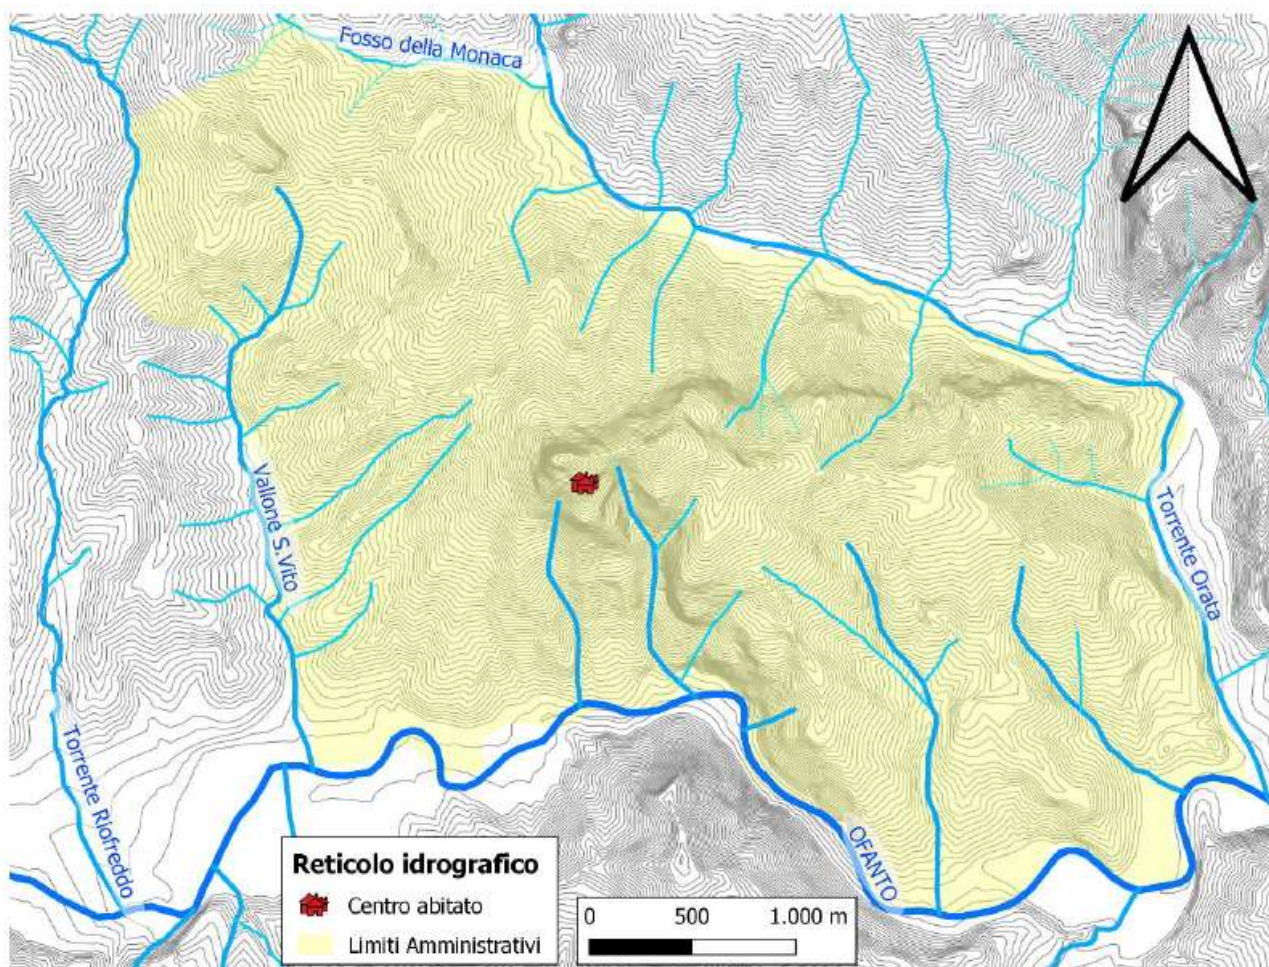 Fosso della Monaca
Vallone S.Vito
Torrente Orata
Torrente Riofreddo
OFANTO
Reticolo idrografico
Centro abitato
Limiti Amministrativi
0 500 1.000 m